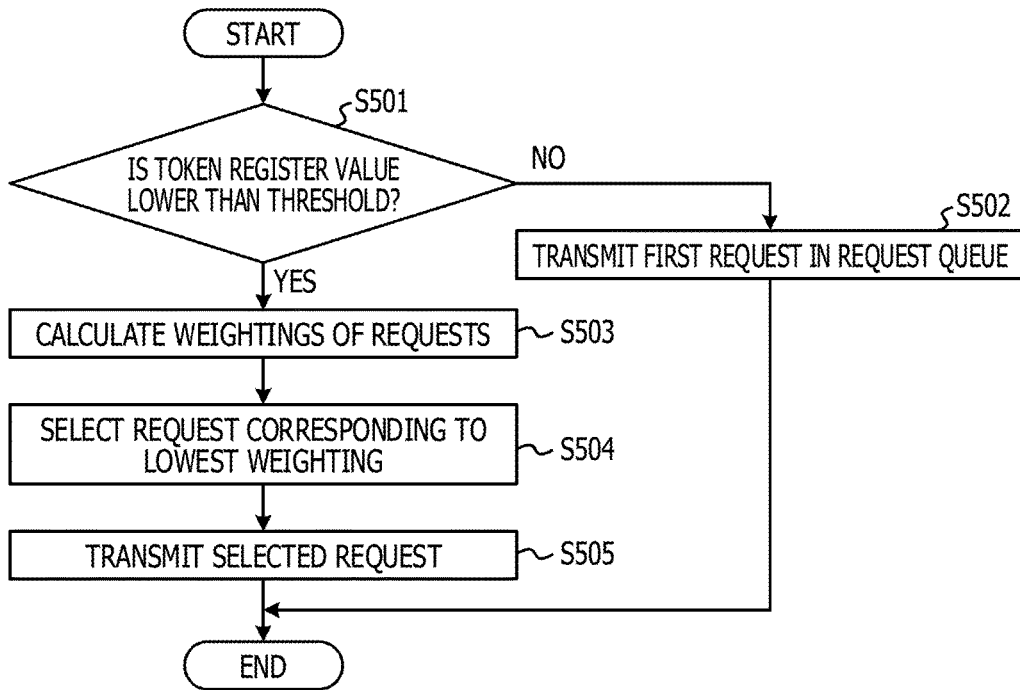 START
S501
IS TOKEN REGISTER VALUE
LOWER THAN THRESHOLD?
NO
S502
TRANSMIT FIRST REQUEST IN REQUEST QUEUE
YES
CALCULATE WEIGHTINGS OF REQUESTS
S503
SELECT REQUEST CORRESPONDING TO
LOWEST WEIGHTING
S504
TRANSMIT SELECTED REQUEST
S505
END